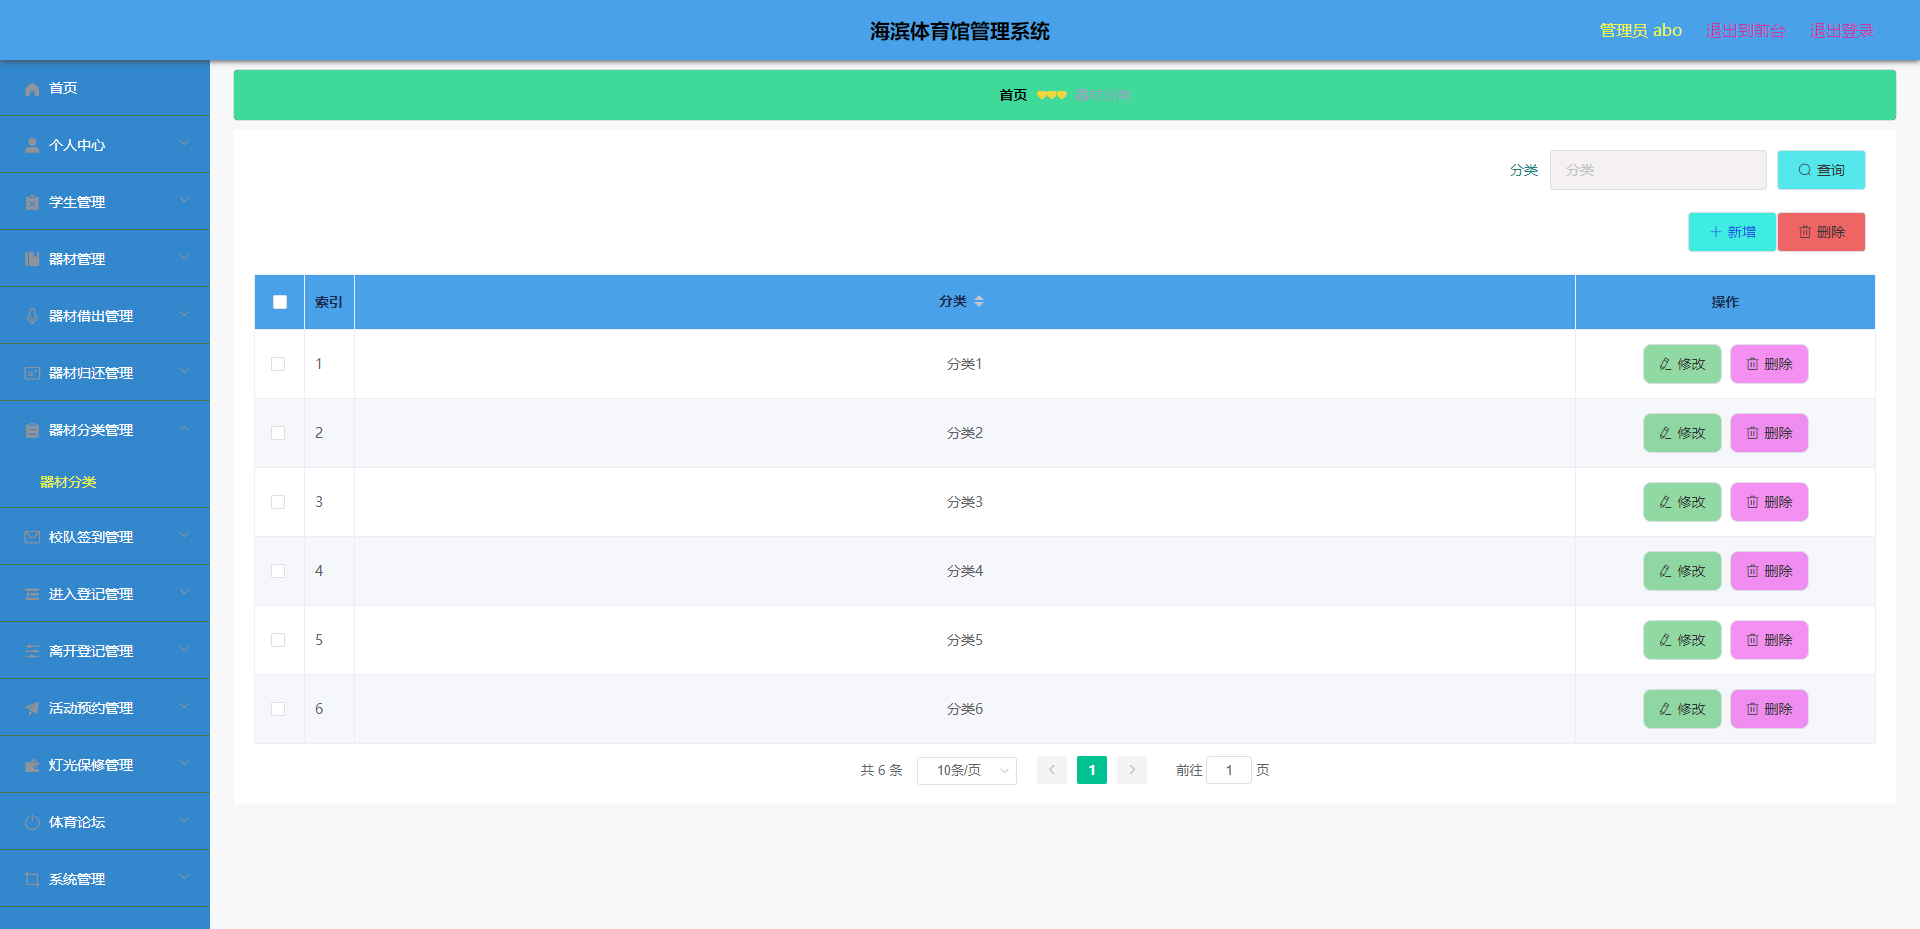 海滨体育馆管理系统
管理员 abo 退出到前台 退出登录
首页
个人中心
学生管理
器材管理
器材借出管理
器材归还管理
器材分类管理
器材分类
校队签到管理
进入登记管理
离开登记管理
活动预约管理
灯光保修管理
体育论坛
系统管理
首页 器材分类
分类 分类 查询
新增 删除
索引 分类 操作
1 分类1 修改 删除
2 分类2 修改 删除
3 分类3 修改 删除
4 分类4 修改 删除
5 分类5 修改 删除
6 分类6 修改 删除
共 6 条 10条/页 1 前往 1 页